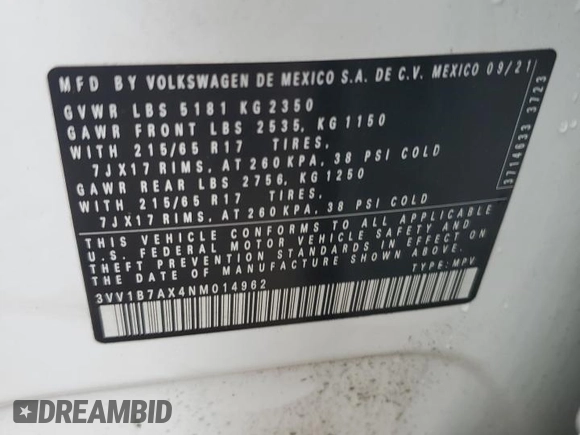 MFD BY VOLKSWAGEN DE MEXICO S.A. DE C.V. MEXICO 09/21
GVWR LBS 5181 KG 2350
GAWR FRONT LBS 2535, KG 1150
WITH 215/65 R17 TIRES,
7JX17 RIMS, AT 260 KPA, 38 PSI COLD
GAWR REAR LBS 2756, KG 1250
WITH 215/65 R17 TIRES,
7JX17 RIMS, AT 260 KPA, 38 PSI COLD
THIS VEHICLE CONFORMS TO ALL APPLICABLE
U.S. FEDERAL MOTOR VEHICLE SAFETY AND
THEFT PREVENTION STANDARDS IN EFFECT ON
THE DATE OF MANUFACTURE SHOWN ABOVE.
3VV1B7AX4NM014962 TYPE: MPV
3714633 3723
DREAMBID